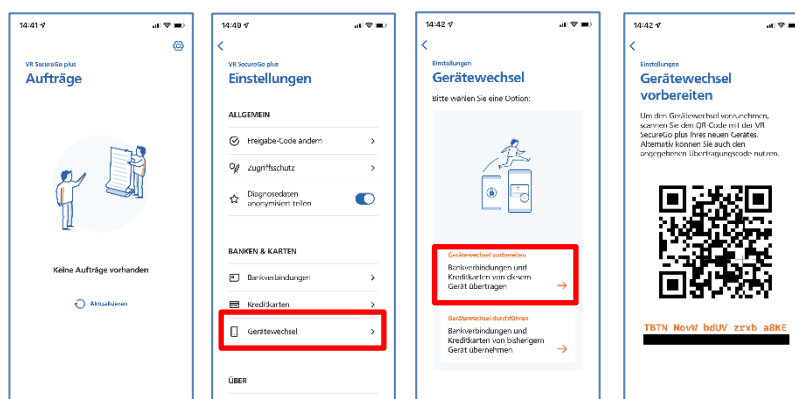 14:41
VR SecureGo plus
Aufträge
Keine Aufträge vorhanden
Aktualisieren
14:49
VR SecureGo plus
Einstellungen
ALLGEMEIN
Freigabe-Code ändern
Zugriffsschutz
Diagnosedaten
anonymisiert teilen
BANKEN & KARTEN
Bankverbindungen
Kreditkarten
Gerätewechsel
ÜBER
14:42
Einstellungen
Gerätewechsel
Bitte wählen Sie eine Option:
Gerätewechsel vorbereiten
Bankverbindungen und
Kreditkarten von diesem
Gerät übertragen
Gerätewechsel durchführen
Bankverbindungen und
Kreditkarten von bisherigem
Gerät übernehmen
14:42
Einstellungen
Gerätewechsel
vorbereiten
Um den Gerätewechsel vorzunehmen,
scannen Sie den QR-Code mit der VR
SecureGo plus Ihres neuen Gerätes.
Alternativ können Sie auch den
angegebenen Übertragungscode nutzen.
TBTN NovW bdUV zrxb a8KE